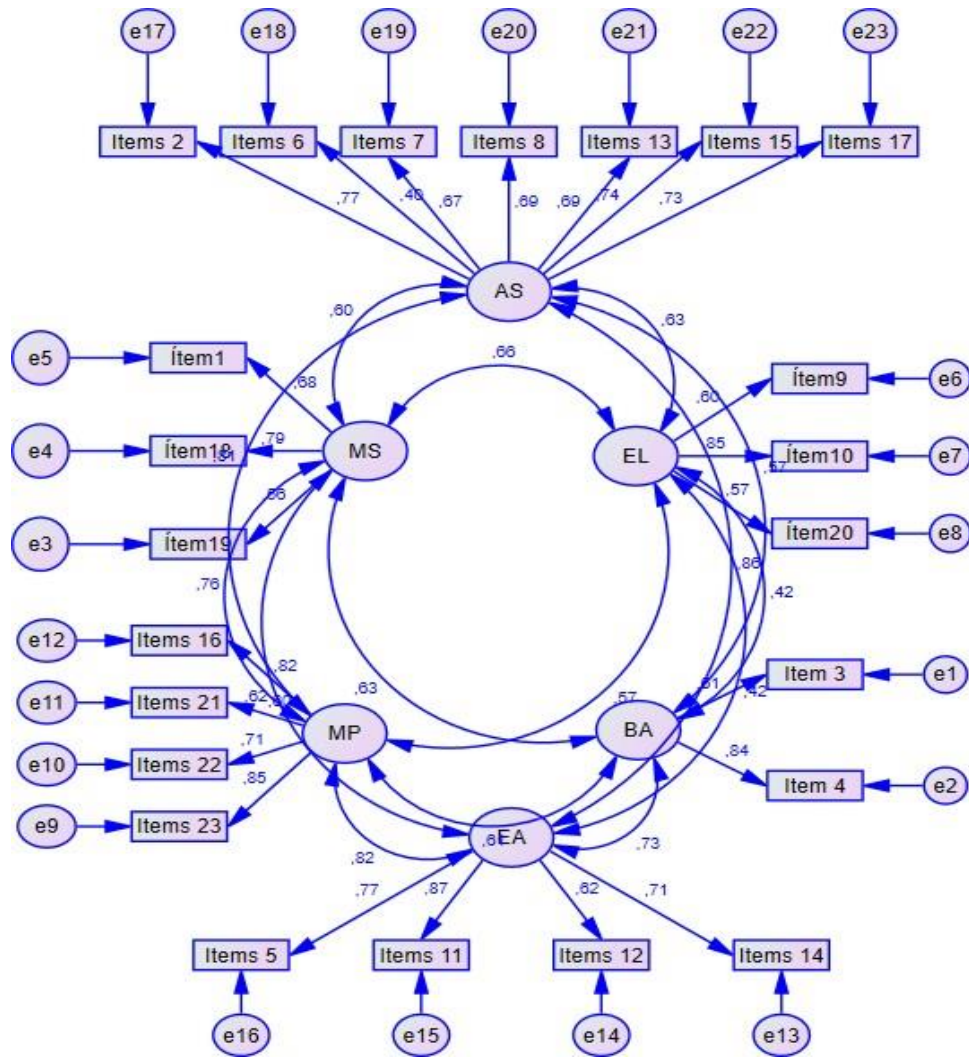 e17 e18 e19 e20 e21 e22 e23
Items 2 Items 6 Items 7 Items 8 Items 13 Items 15 Items 17
,77 ,40 ,67 ,69 ,69 ,74 ,73
AS
,60 ,63
,66
e5 Ítem1 Ítem9 e6
,68 ,60
e4 Ítem18 ,79 MS EL ,85 Ítem10 e7
,81 ,57
,57
e3 Ítem19 Ítem20 e8
,86
,76 ,42
e12 Items 16 Item 3 e1
,82 ,63
e11 Items 21 ,62 ,57 ,42
MP BA
e10 Items 22 ,71 ,84 Item 4 e2
,85
e9 Items 23 EA ,73
,82
,77 ,87 ,62 ,71
Items 5 Items 11 Items 12 Items 14
e16 e15 e14 e13